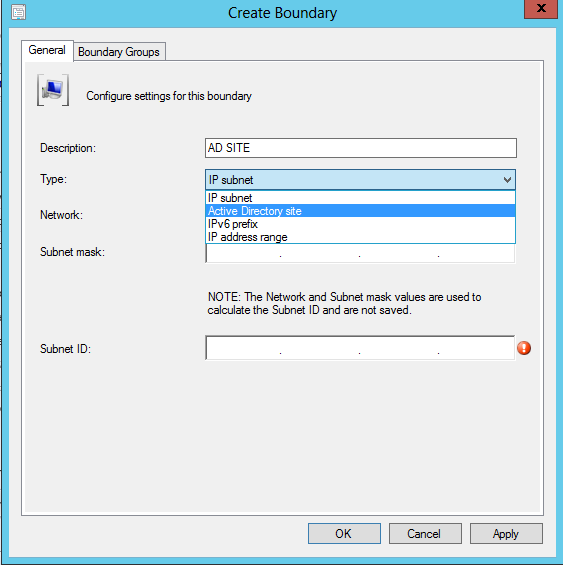 Create Boundary
x
General
Boundary Groups
Configure settings for this boundary
Description:
AD SITE
Type:
IP subnet
IP subnet
Active Directory site
Network:
IPv6 prefix
IP address range
Subnet mask:
. . .
NOTE: The Network and Subnet mask values are used to
calculate the Subnet ID and are not saved.
Subnet ID:
. . .
!
OK
Cancel
Apply